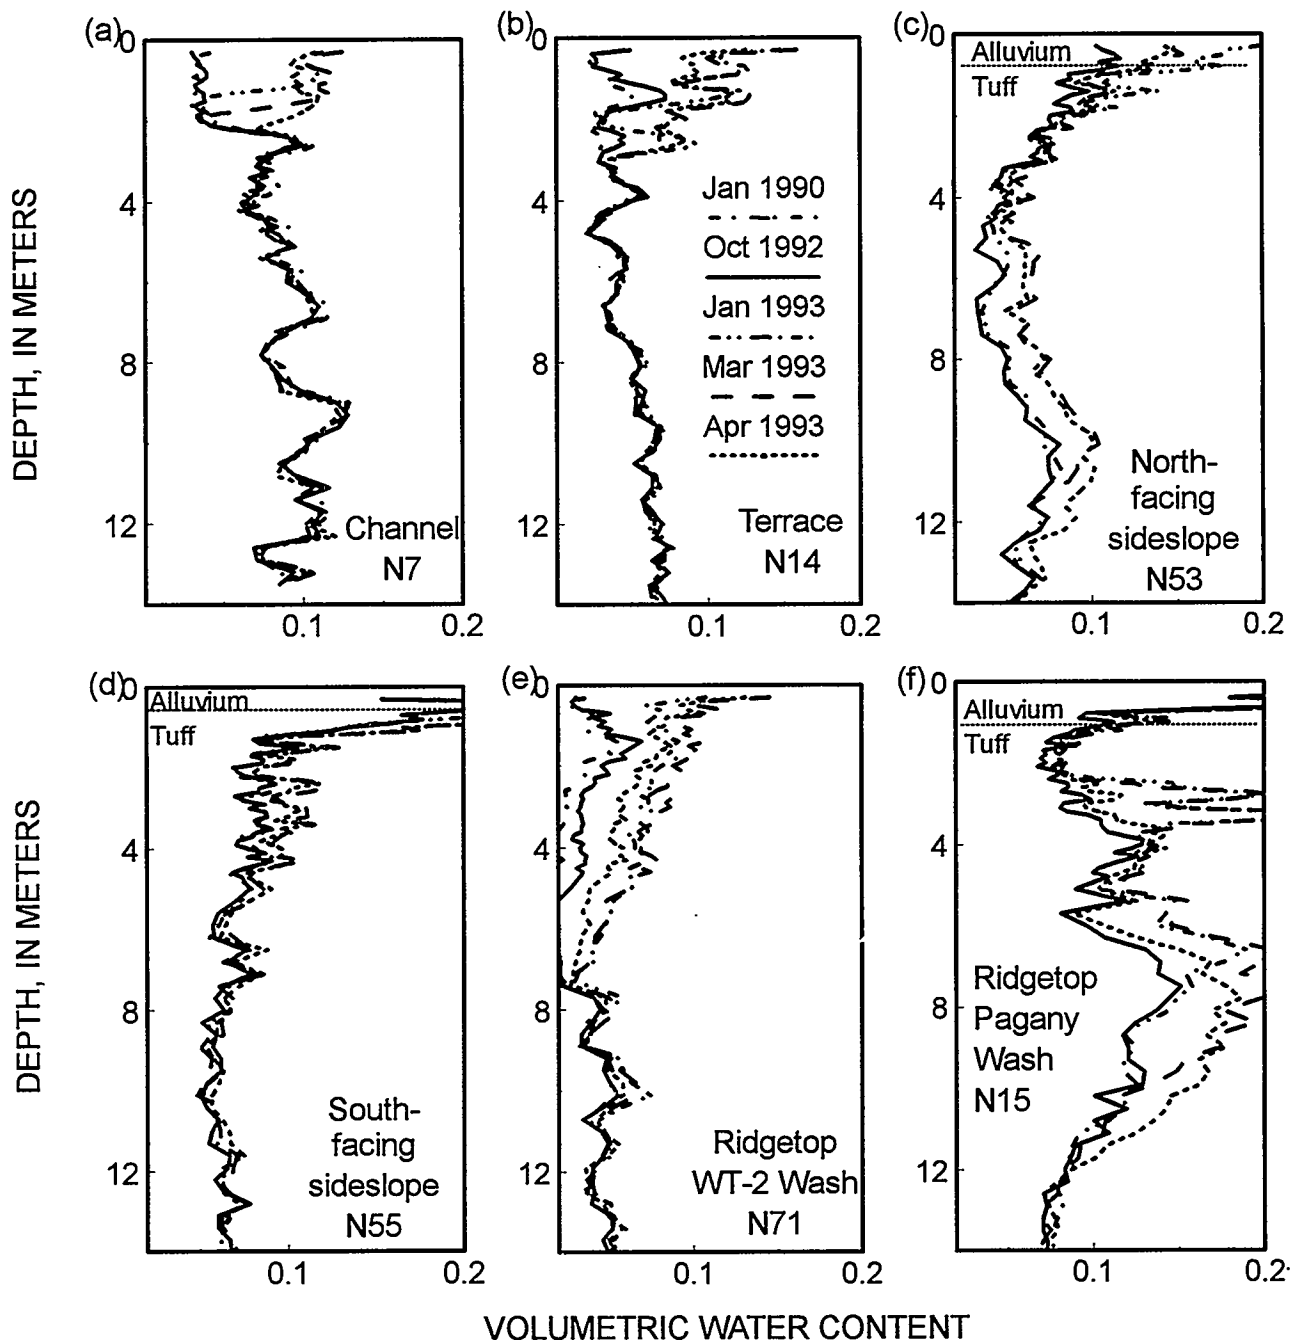 (a)
0
4
8
12
0.1
0.2
Channel
N7
(b)
0
4
8
12
0.1
0.2
Jan 1990
Oct 1992
Jan 1993
Mar 1993
Apr 1993
Terrace
N14
(c)
0
4
8
12
0.1
0.2
Alluvium
Tuff
North-
facing
sideslope
N53
DEPTH, IN METERS
(d)
0
4
8
12
0.1
0.2
Alluvium
Tuff
South-
facing
sideslope
N55
(e)
0
4
8
12
0.1
0.2
Ridgetop
WT-2 Wash
N71
(f)
0
4
8
12
0.1
0.2
Alluvium
Tuff
Ridgetop
Pagany
Wash
N15
DEPTH, IN METERS
VOLUMETRIC WATER CONTENT